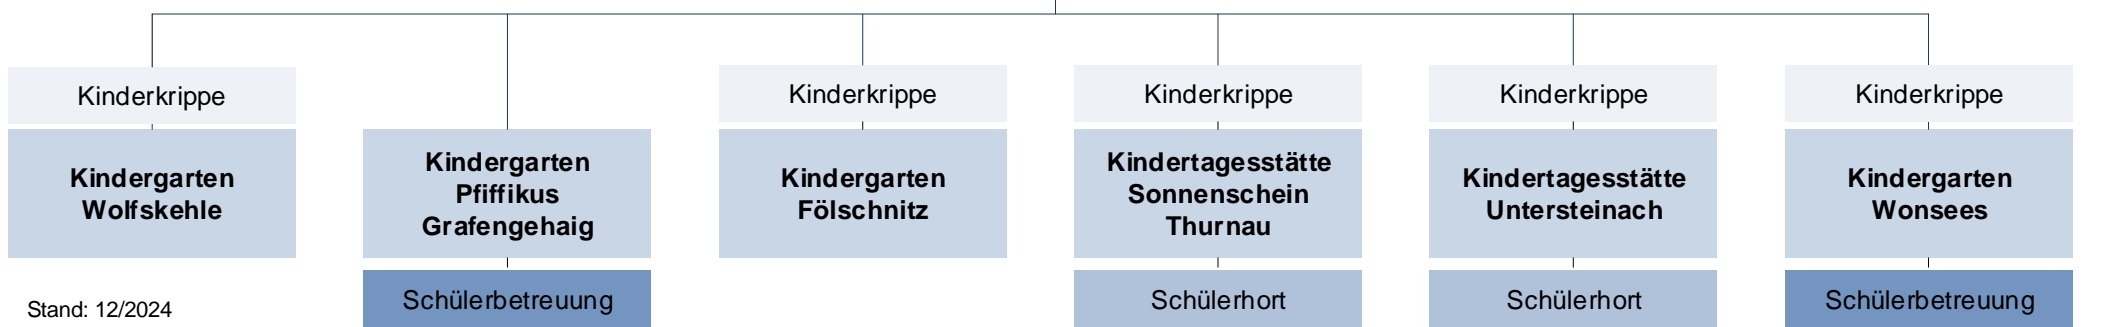 Kinderkrippe
Kindergarten
Wolfskehle
Kindergarten
Pfiffikus
Grafengehaig
Schülerbetreuung
Kinderkrippe
Kindergarten
Fölschnitz
Kinderkrippe
Kindertagesstätte
Sonnenschein
Thurnau
Schülerhort
Kinderkrippe
Kindertagesstätte
Untersteinach
Schülerhort
Kinderkrippe
Kindergarten
Wonsees
Schülerbetreuung
Stand: 12/2024